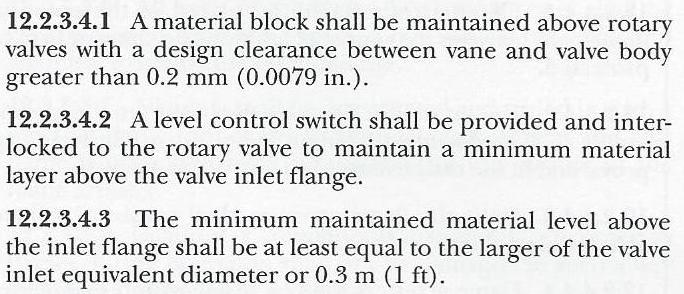 12.2.3.4.1 A material block shall be maintained above rotary
valves with a design clearance between vane and valve body
greater than 0.2 mm (0.0079 in.).
12.2.3.4.2 A level control switch shall be provided and inter-
locked to the rotary valve to maintain a minimum material
layer above the valve inlet flange.
12.2.3.4.3 The minimum maintained material level above
the inlet flange shall be at least equal to the larger of the valve
inlet equivalent diameter or 0.3 m (1 ft).